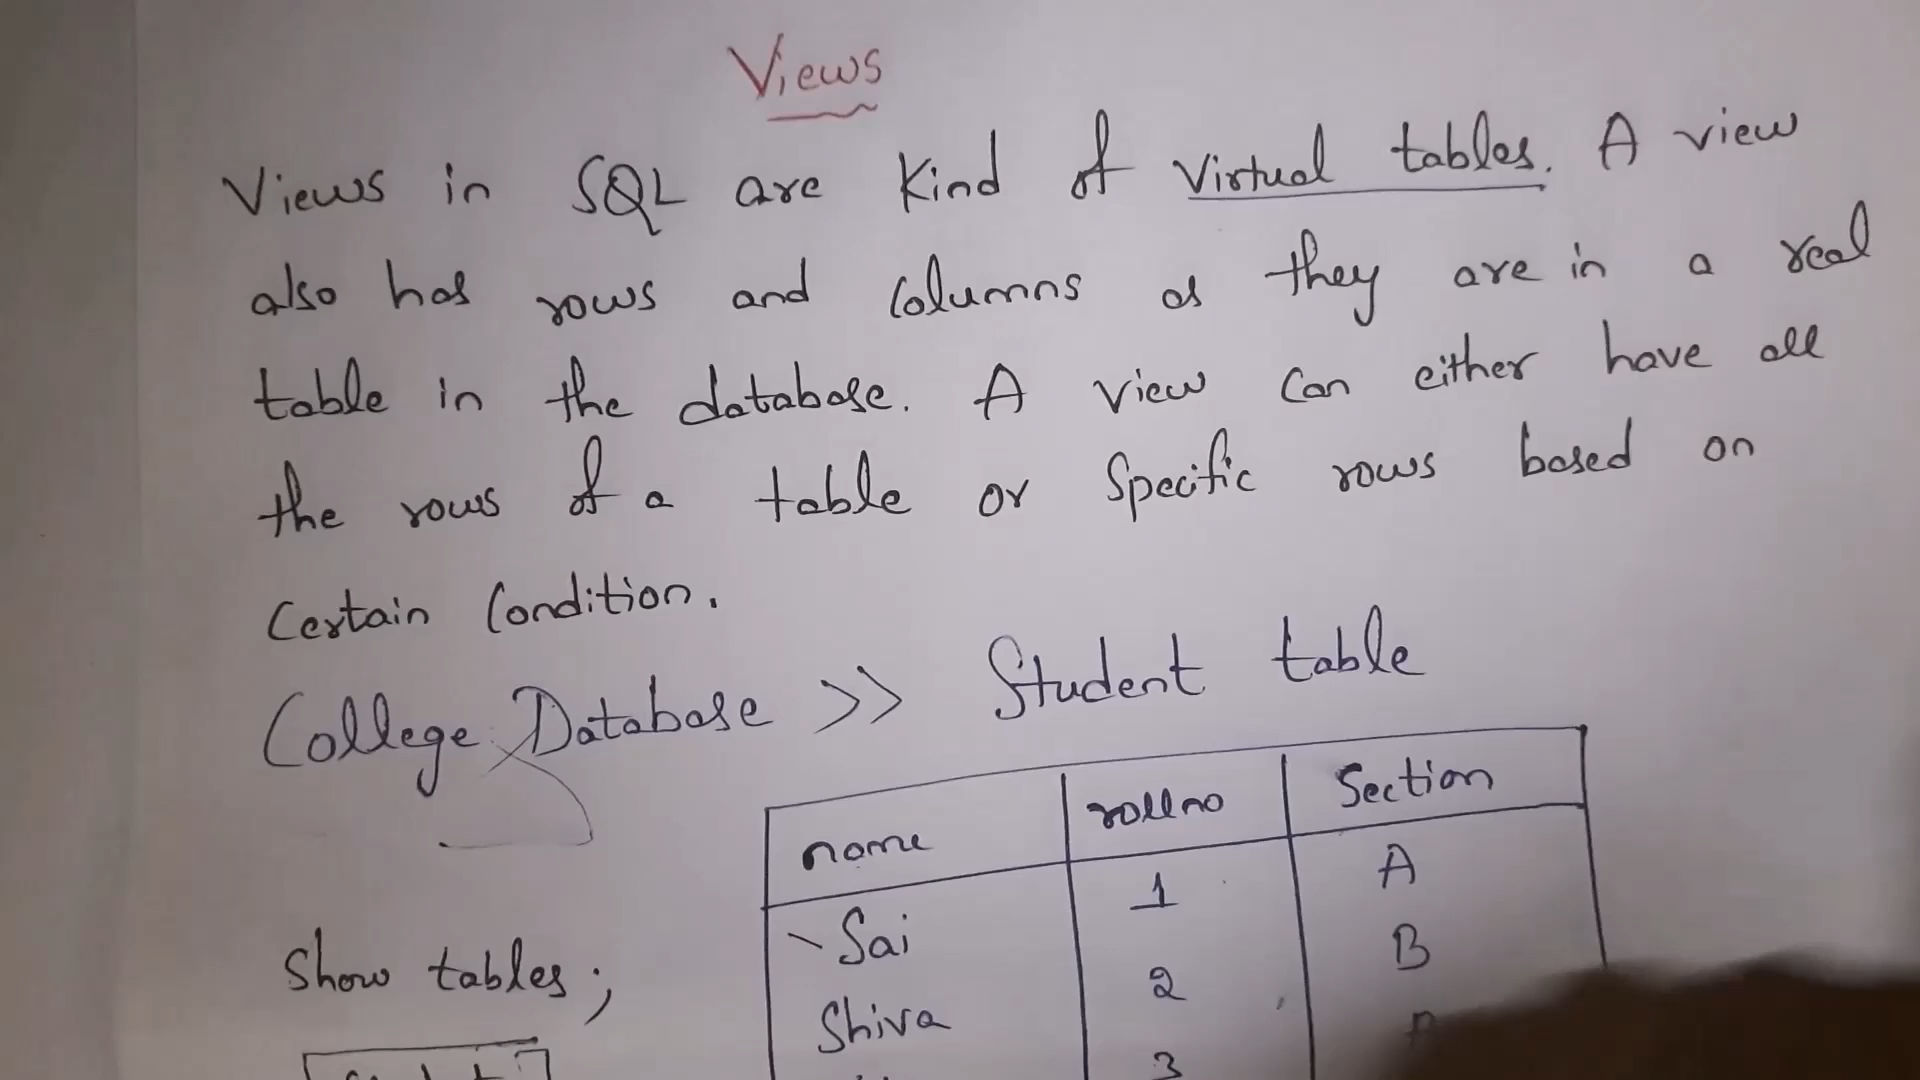 Views
Views in SQL are Kind of Virtual tables. A view
also has rows and Columns as they are in a real
table in the database. A view Can either have all
the rows of a table or Specific rows based on
Certain Condition.
College Database >> Student table
name rollno Section
Sai 1 A
Shiva 2 B
3
Show tables;